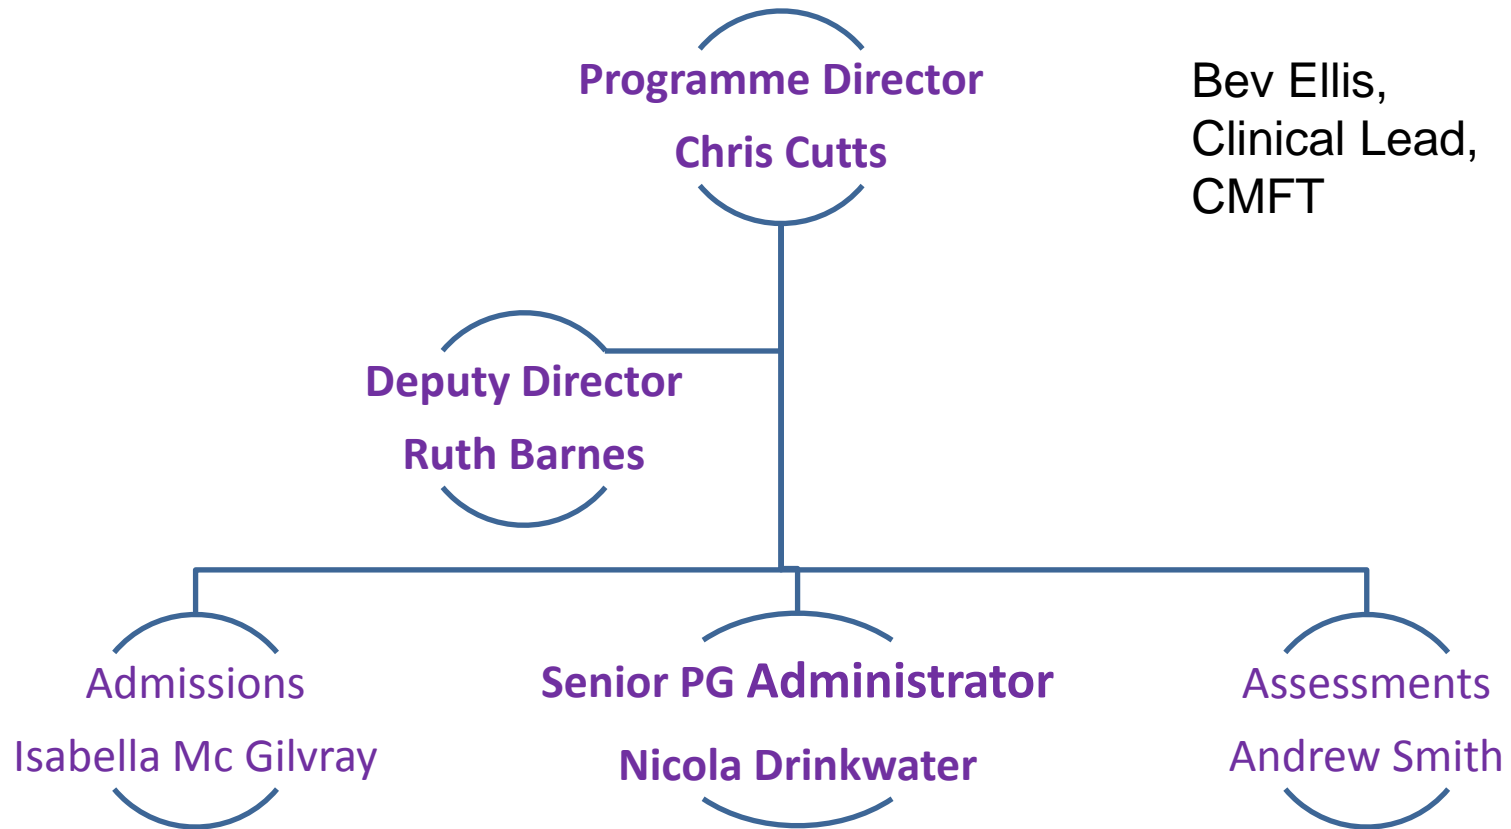 Programme Director
Chris Cutts
Bev Ellis,
Clinical Lead,
CMFT
Deputy Director
Ruth Barnes
Admissions
Isabella Mc Gilvray
Senior PG Administrator
Nicola Drinkwater
Assessments
Andrew Smith